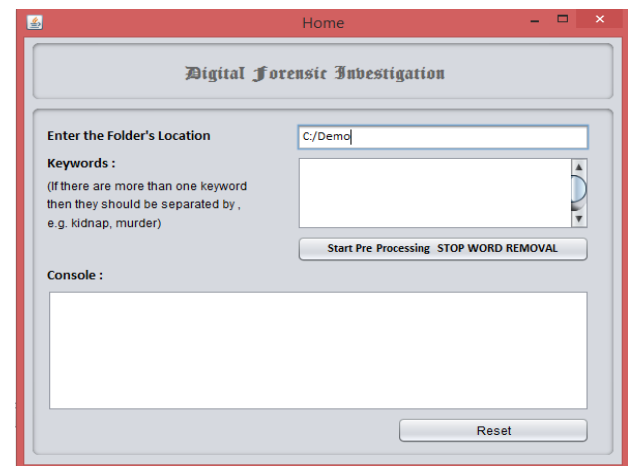 Home
Digital Forensic Investigation
Enter the Folder's Location
C:/Demo
Keywords :
(If there are more than one keyword
then they should be separated by ,
e.g. kidnap, murder)
Start Pre Processing  STOP WORD REMOVAL
Console :
Reset